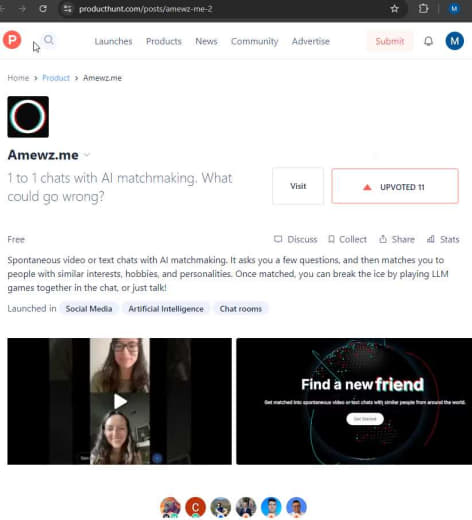 producthunt.com/posts/amewz-me-2
M
P
Launches Products News Community Advertise Submit M
Home > Product > Amewz.me
Amewz.me
1 to 1 chats with AI matchmaking. What
could go wrong?
Visit
UPVOTED 11
Free
Discuss Collect Share Stats
Spontaneous video or text chats with AI matchmaking. It asks you a few questions, and then matches you to
people with similar interests, hobbies, and personalities. Once matched, you can break the ice by playing LLM
games together in the chat, or just talk!
Launched in Social Media Artificial Intelligence Chat rooms
Find a new friend
Get matched into spontaneous video or text chats with similar people from around the world.
Get Started
C